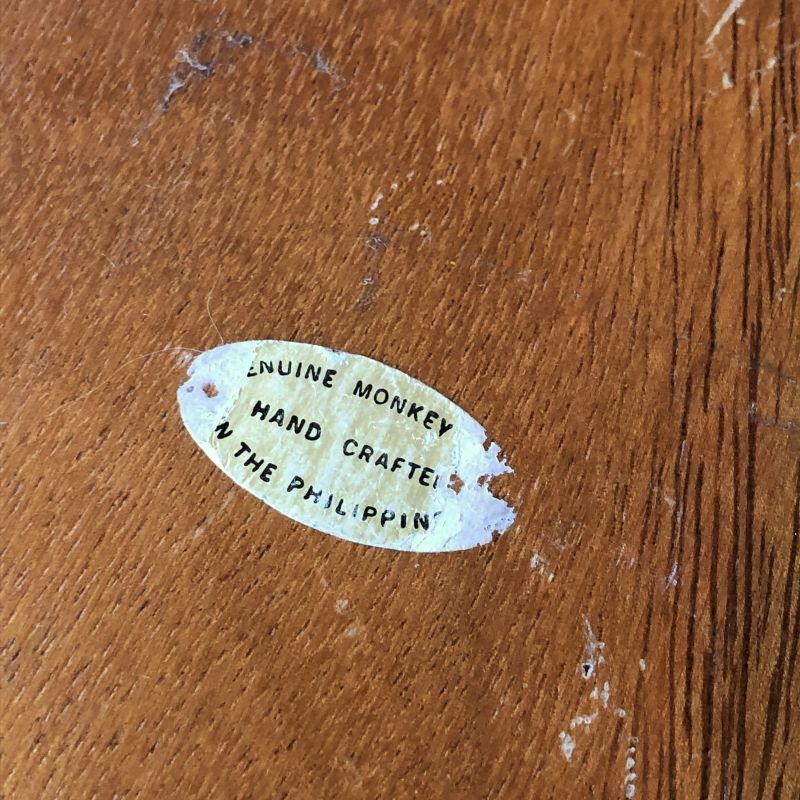 ENUINE MONKEY
HAND CRAFTE
N THE PHILIPPIN